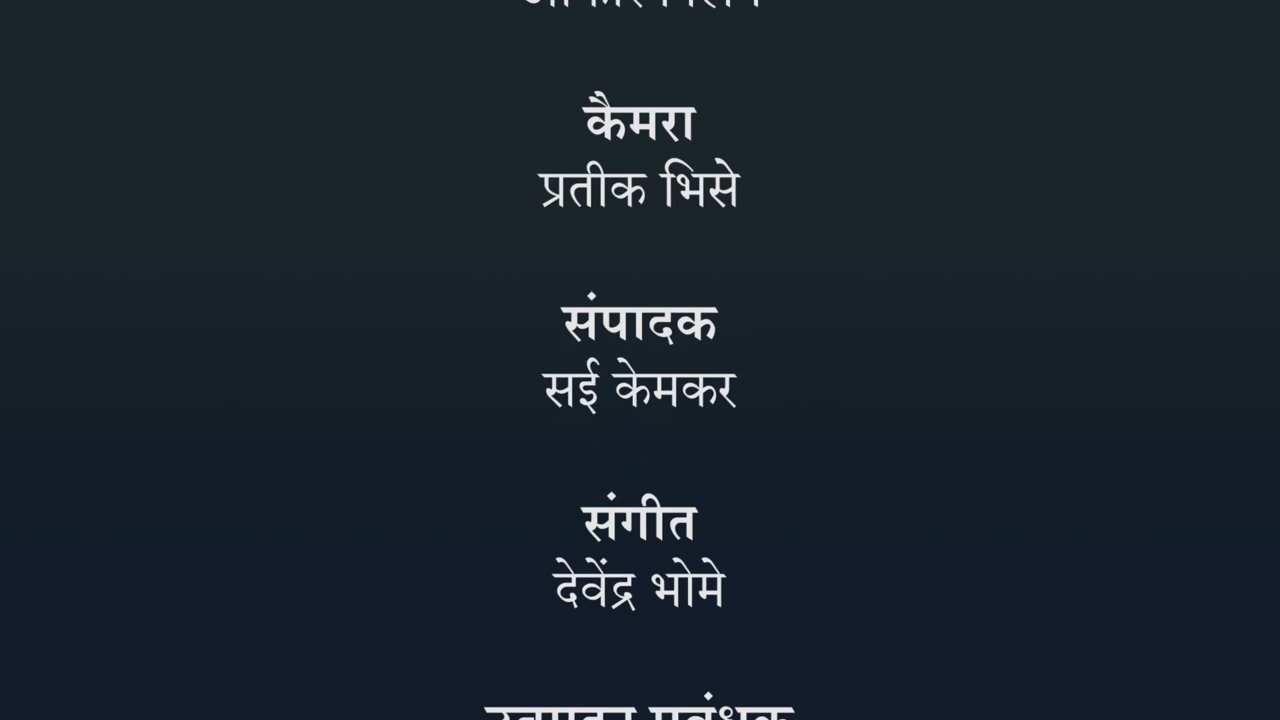 कैमरा
प्रतीक भिसे
संपादक
सई केमकर
संगीत
देवेंद्र भोमे